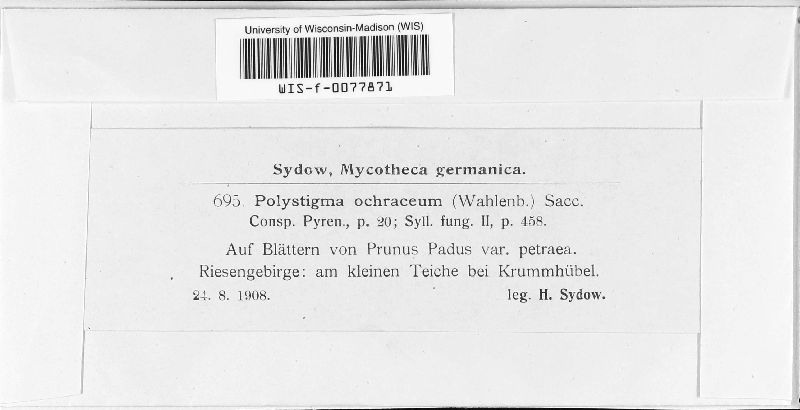 University of Wisconsin-Madison (WIS)
WIS-f-0077871
Sydow, Mycotheca germanica.
695. Polystigma ochraceum (Wahlenb.) Sacc.
Consp. Pyren., p. 20; Syll. fung. II, p. 458.
Auf Blättern von Prunus Padus var. petraea.
Riesengebirge: am kleinen Teiche bei Krummhübel.
24. 8. 1908. leg. H. Sydow.